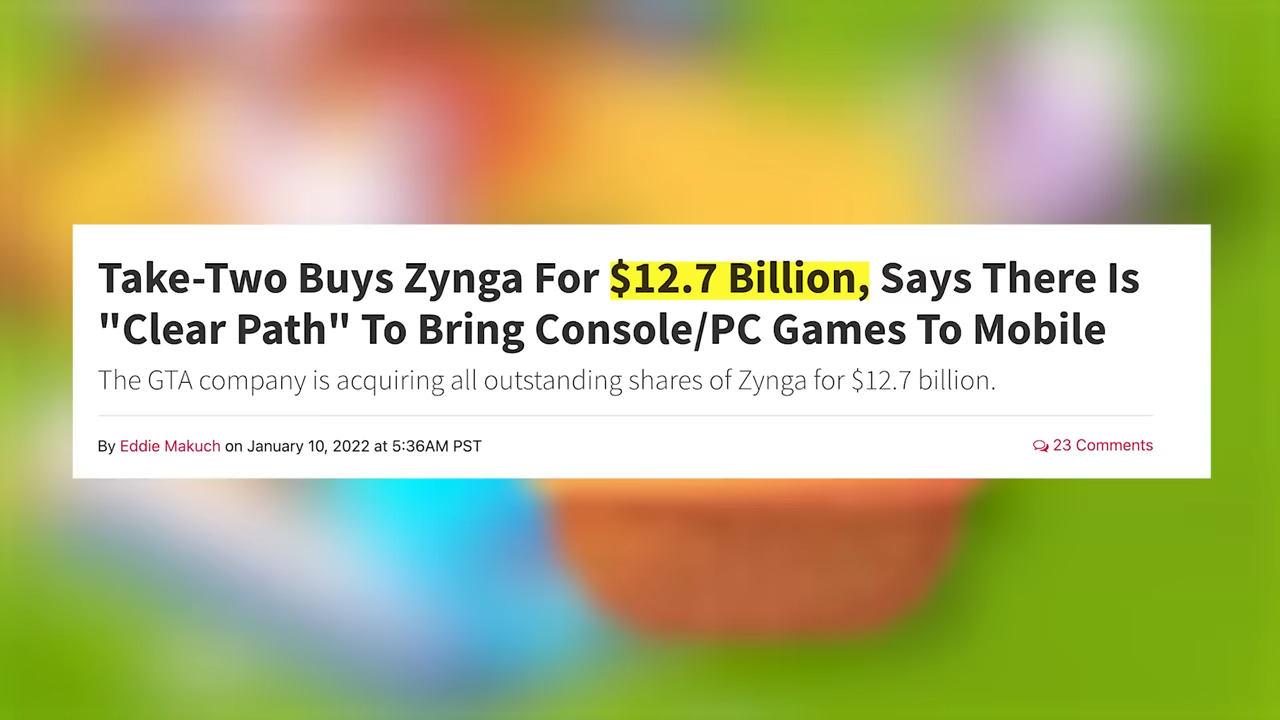 Take-Two Buys Zynga For $12.7 Billion, Says There Is
"Clear Path" To Bring Console/PC Games To Mobile
The GTA company is acquiring all outstanding shares of Zynga for $12.7 billion.
By Eddie Makuch on January 10, 2022 at 5:36AM PST
23 Comments